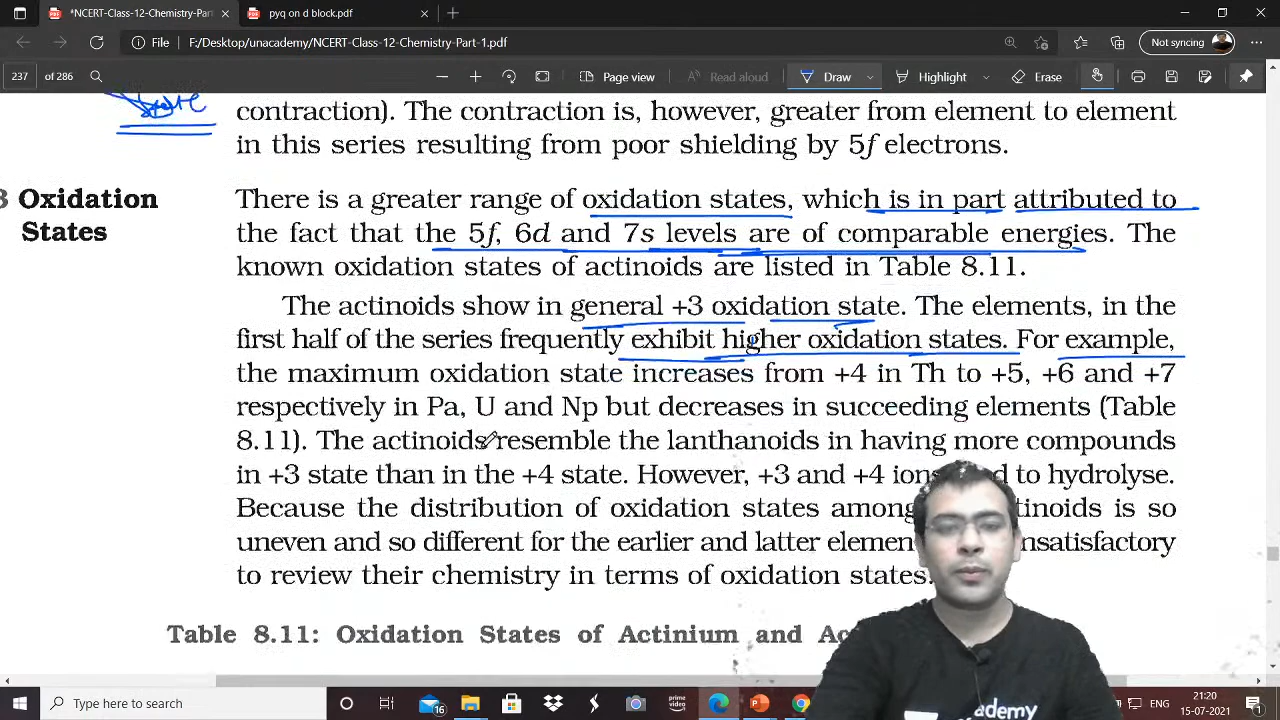 *NCERT-Class-12-Chemistry-Part-
pyq on d block.pdf
File
F:/Desktop/unacademy/NCERT-Class-12-Chemistry-Part-1.pdf
Not syncing
237 of 286
Page view
Read aloud
Draw
Highlight
Erase
contraction). The contraction is, however, greater from element to element
in this series resulting from poor shielding by 5f electrons.
3 Oxidation
States
There is a greater range of oxidation states, which is in part attributed to
the fact that the 5f, 6d and 7s levels are of comparable energies. The
known oxidation states of actinoids are listed in Table 8.11.
The actinoids show in general +3 oxidation state. The elements, in the
first half of the series frequently exhibit higher oxidation states. For example,
the maximum oxidation state increases from +4 in Th to +5, +6 and +7
respectively in Pa, U and Np but decreases in succeeding elements (Table
8.11). The actinoids resemble the lanthanoids in having more compounds
in +3 state than in the +4 state. However, +3 and +4 ions to hydrolyse.
Because the distribution of oxidation states among tinoids is so
uneven and so different for the earlier and latter elemen nsatisfactory
to review their chemistry in terms of oxidation states.
Table 8.11: Oxidation States of Actinium and Ac
Type here to search
16
prime video
21:20
15-07-2021
ademy